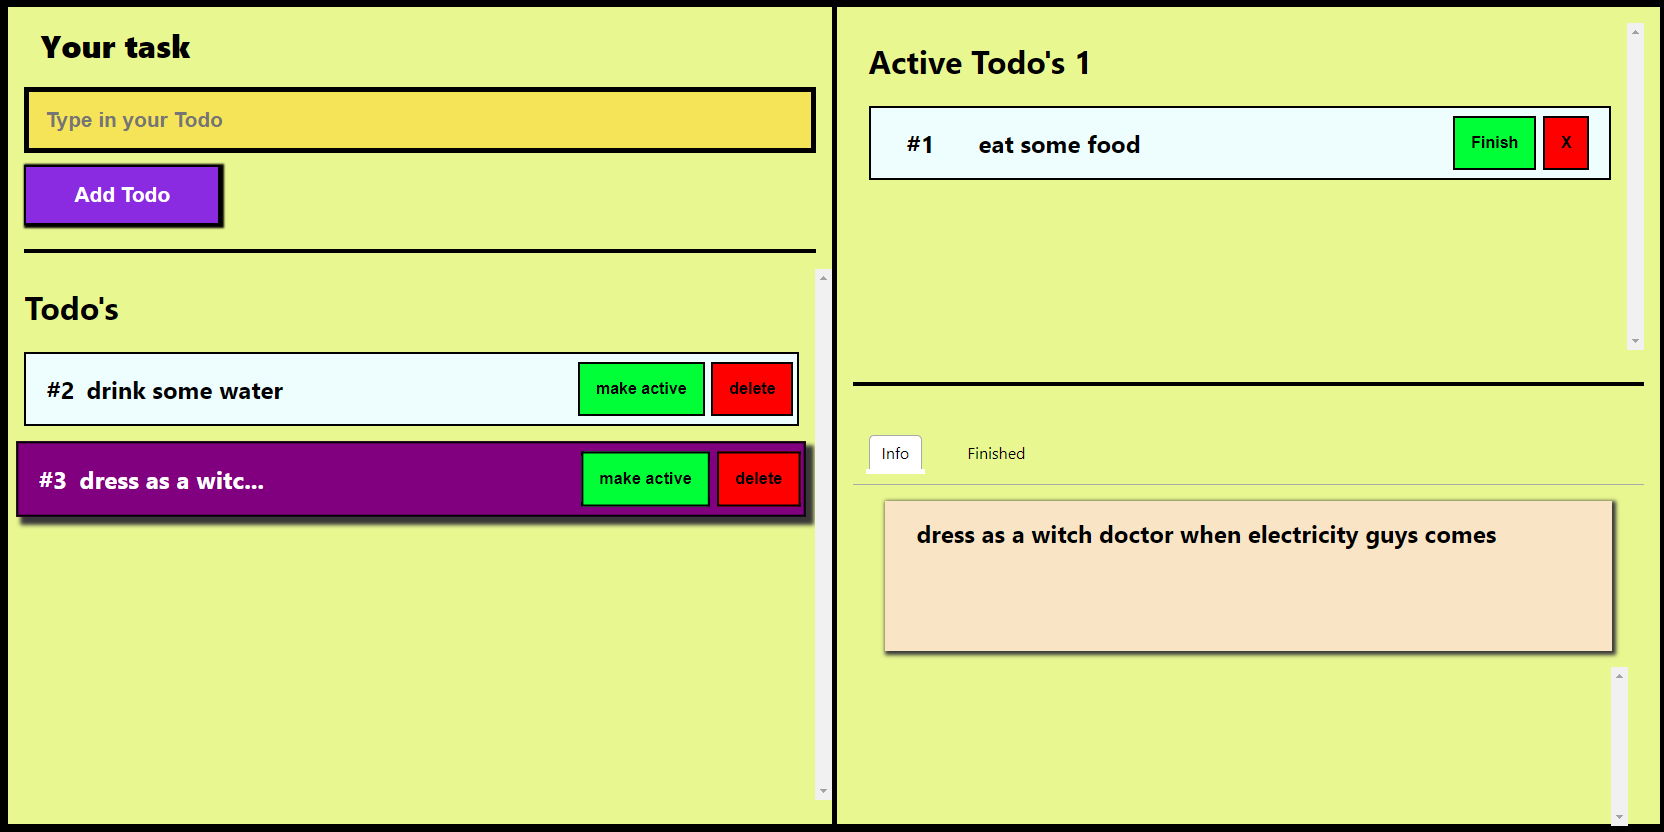 Your task
Type in your Todo
Add Todo
Todo's
#2 drink some water make active delete
#3 dress as a witc... make active delete
Active Todo's 1
#1 eat some food Finish X
Info Finished
dress as a witch doctor when electricity guys comes